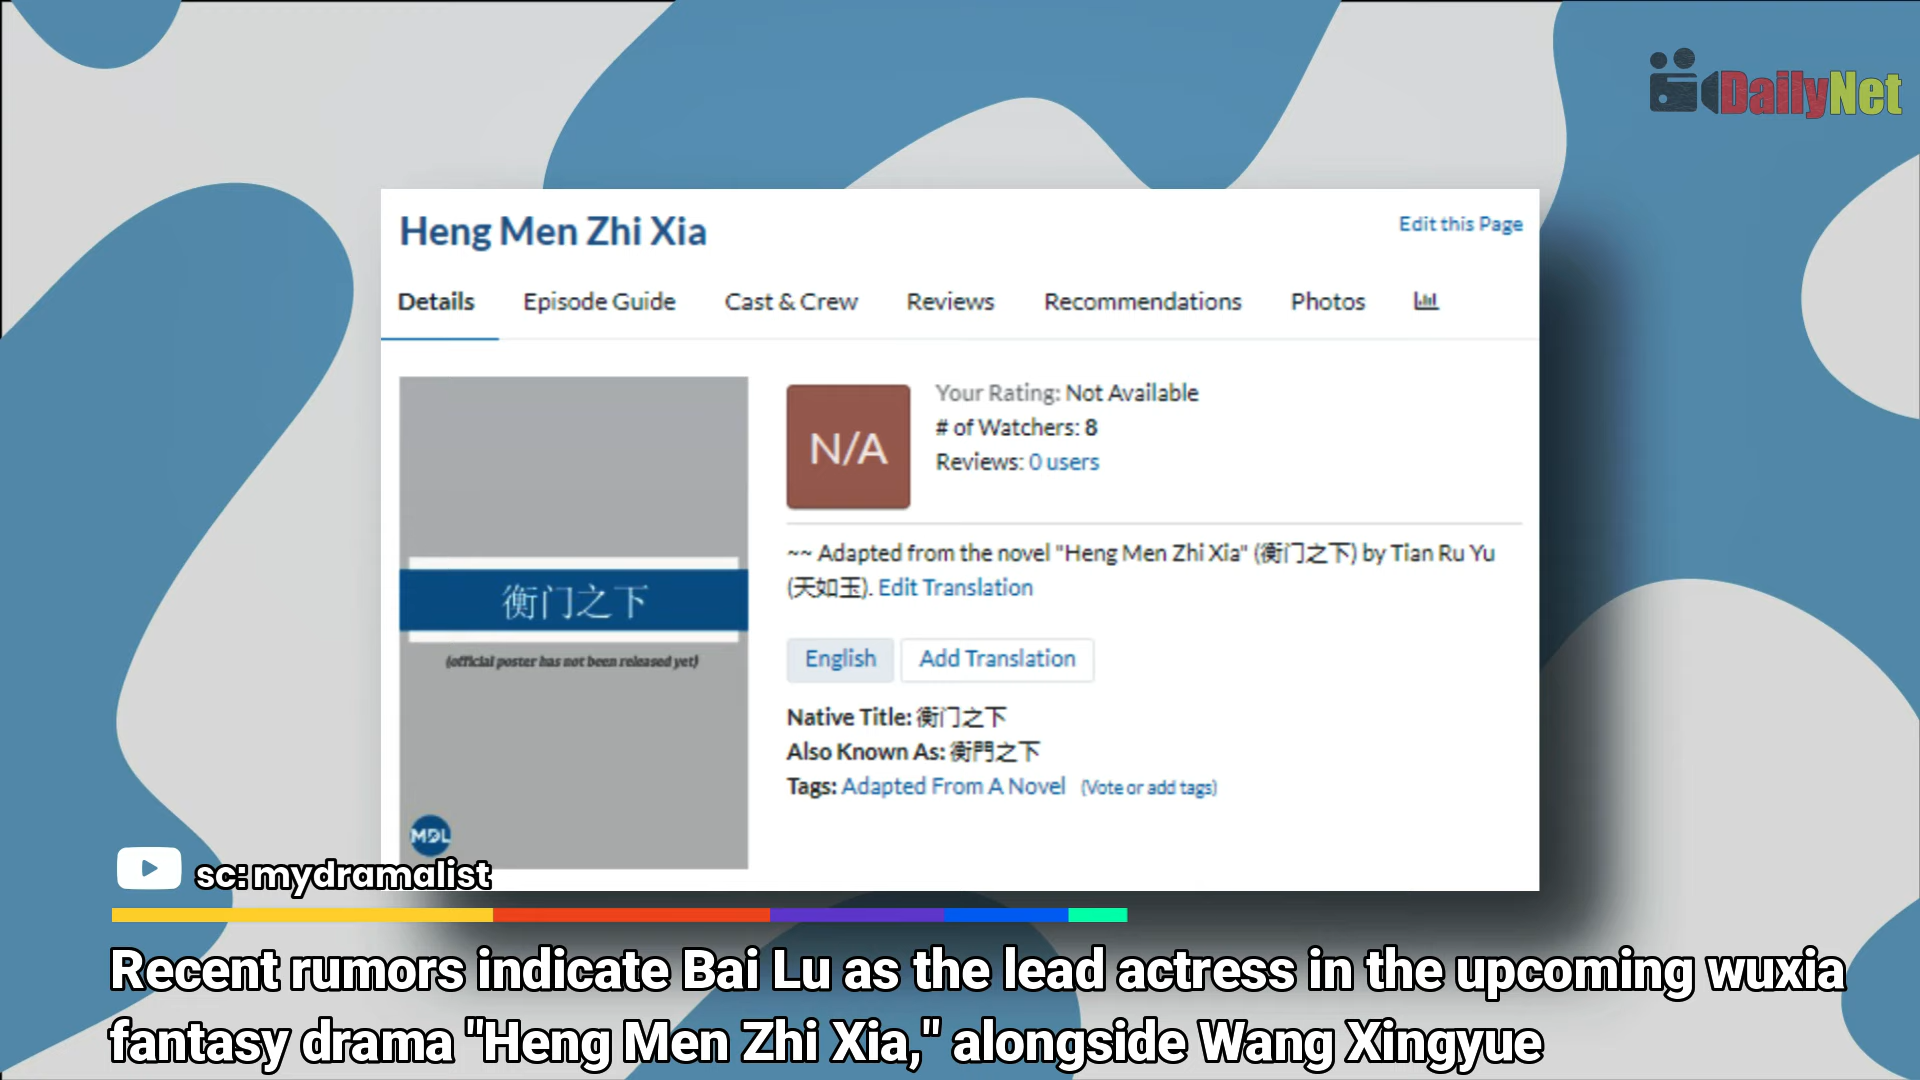 DailyNet
Heng Men Zhi Xia
Edit this Page
Details Episode Guide Cast & Crew Reviews Recommendations Photos
N/A
Your Rating: Not Available
# of Watchers: 8
Reviews: 0 users
~~ Adapted from the novel "Heng Men Zhi Xia" (衡门之下) by Tian Ru Yu
(天如玉). Edit Translation
衡门之下
(official poster has not been released yet)
English Add Translation
Native Title: 衡门之下
Also Known As: 衡門之下
Tags: Adapted From A Novel (Vote or add tags)
MDL
sc: mydramalist
Recent rumors indicate Bai Lu as the lead actress in the upcoming wuxia
fantasy drama "Heng Men Zhi Xia," alongside Wang Xingyue